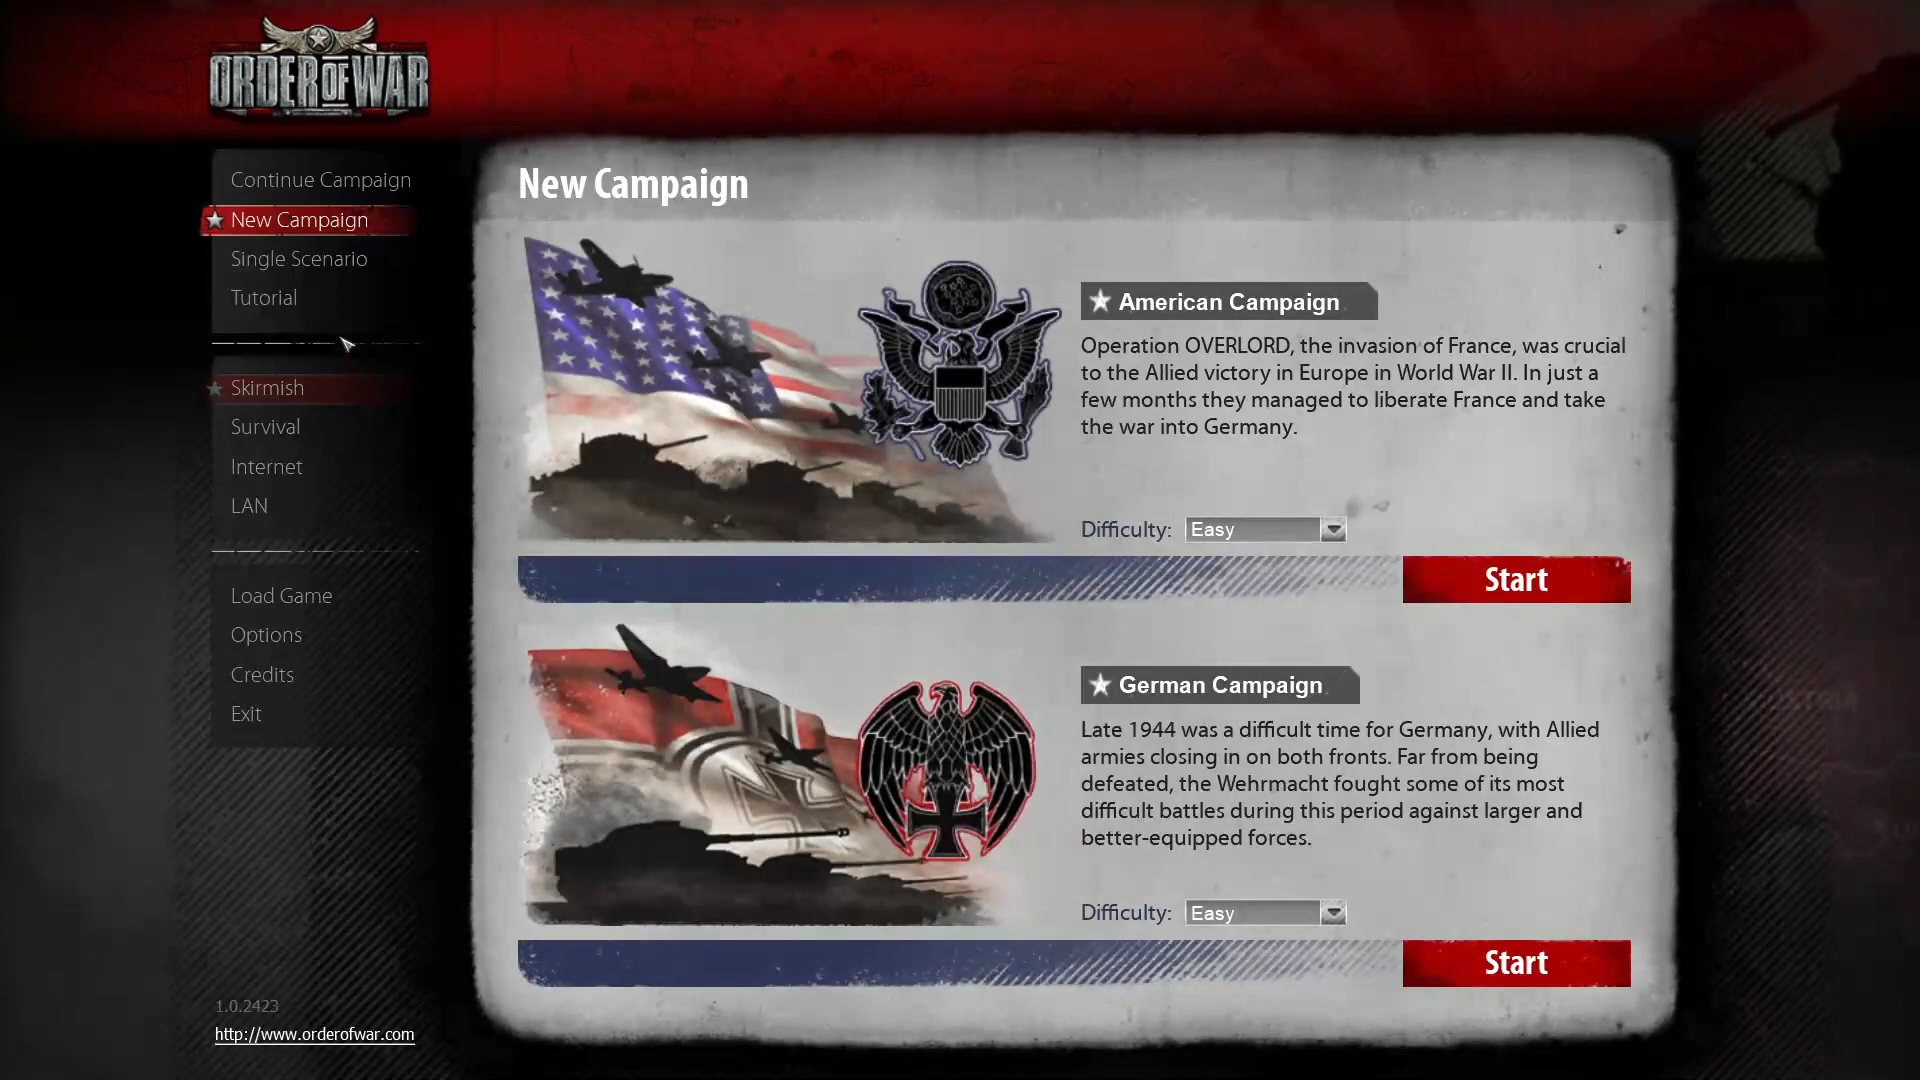 ORDER OF WAR
Continue Campaign
New Campaign
Single Scenario
Tutorial
Skirmish
Survival
Internet
LAN
Load Game
Options
Credits
Exit
1.0.2423
http://www.orderofwar.com
New Campaign
American Campaign
Operation OVERLORD, the invasion of France, was crucial
to the Allied victory in Europe in World War II. In just a
few months they managed to liberate France and take
the war into Germany.
Difficulty: Easy
Start
German Campaign
Late 1944 was a difficult time for Germany, with Allied
armies closing in on both fronts. Far from being
defeated, the Wehrmacht fought some of its most
difficult battles during this period against larger and
better-equipped forces.
Difficulty: Easy
Start